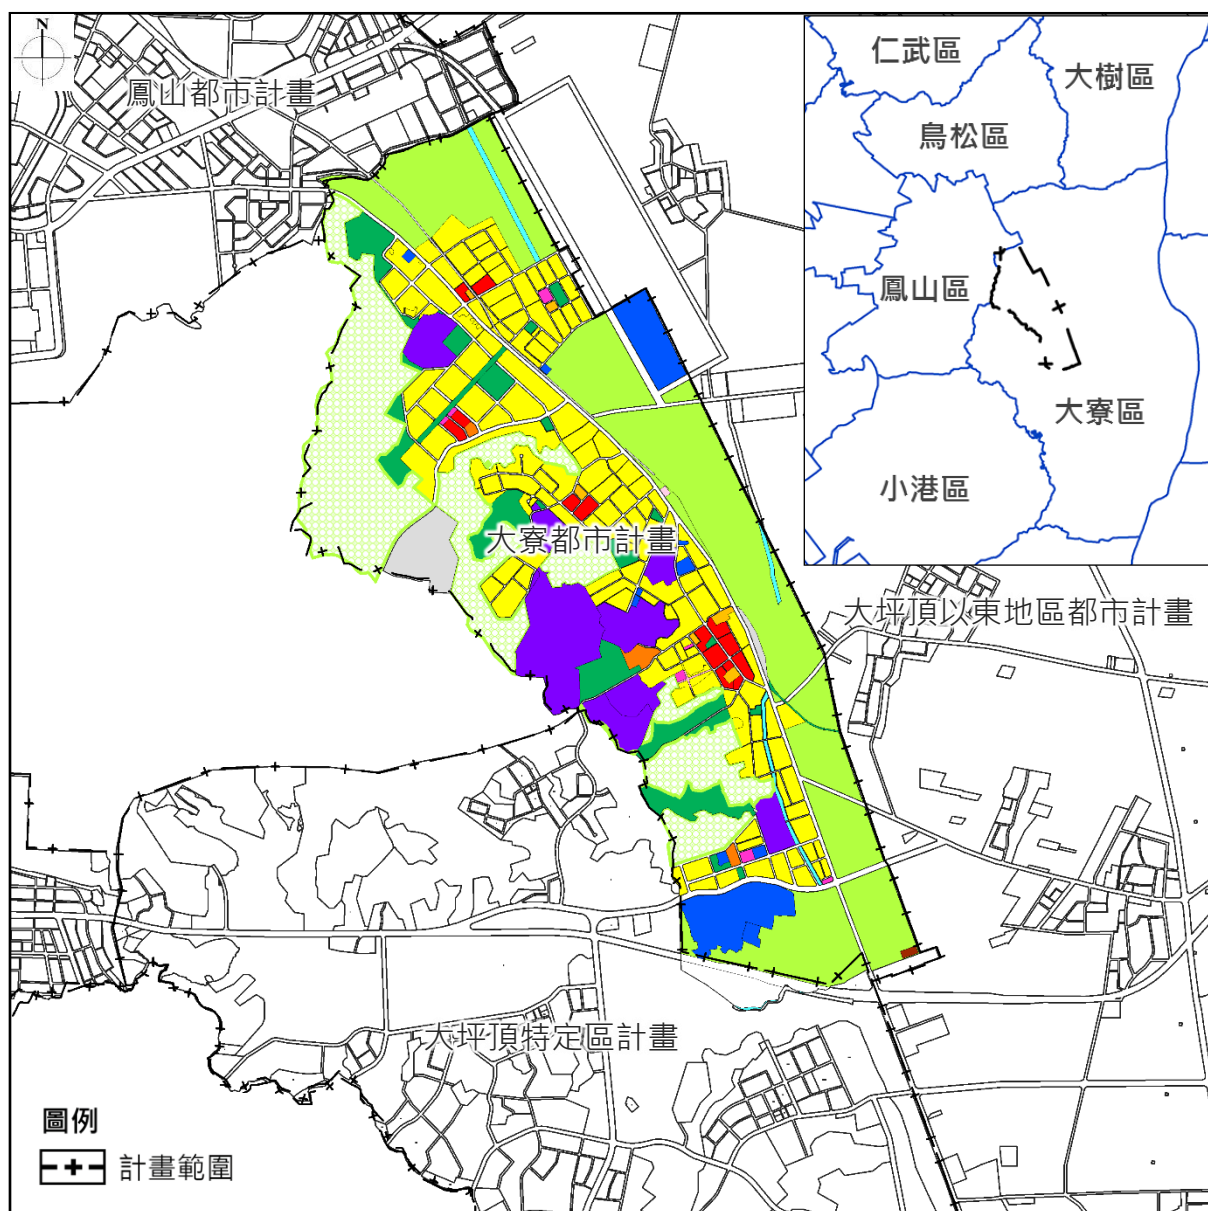 N
鳳山都市計畫
仁武區
大樹區
鳥松區
鳳山區
大寮區
小港區
大寮都市計畫
大坪頂以東地區都市計畫
大坪頂特定區計畫
圖例
計畫範圍